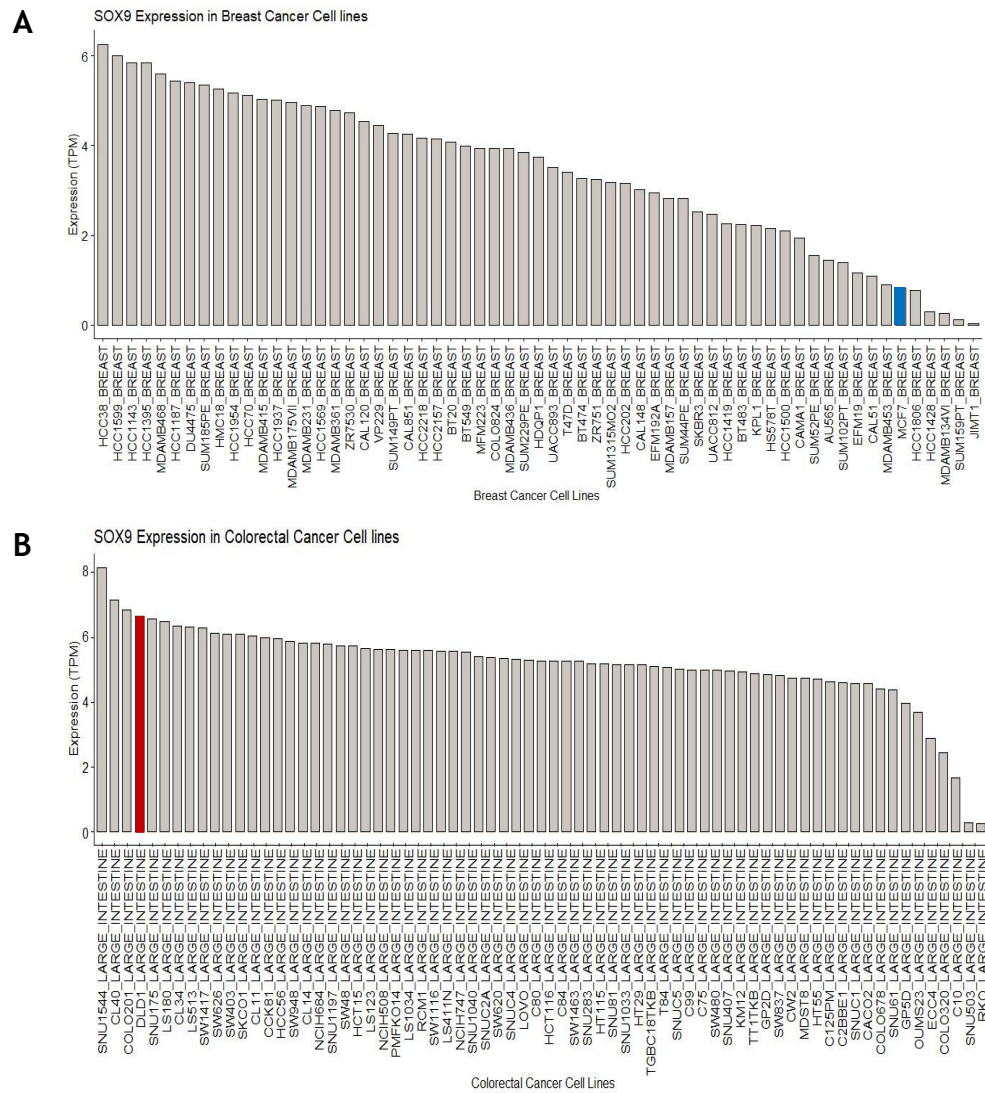 A
SOX9 Expression in Breast Cancer Cell lines
Expression (TPM)
6
4
2
0
HCC38_BREAST
HCC1599_BREAST
HCC1143_BREAST
HCC1395_BREAST
MDAMB468_BREAST
HCC1187_BREAST
DU4475_BREAST
SUM185PE_BREAST
HMC18_BREAST
HCC1954_BREAST
HCC70_BREAST
MDAMB415_BREAST
HCC1937_BREAST
MDAMB175VII_BREAST
MDAMB231_BREAST
HCC1569_BREAST
MDAMB361_BREAST
ZR7530_BREAST
CAL120_BREAST
VP229_BREAST
SUM149PT_BREAST
CAL851_BREAST
HCC2218_BREAST
HCC2157_BREAST
BT20_BREAST
BT549_BREAST
MFM223_BREAST
COLO824_BREAST
MDAMB436_BREAST
SUM229PE_BREAST
HDQP1_BREAST
UACC893_BREAST
T47D_BREAST
BT474_BREAST
ZR751_BREAST
SUM1315MO2_BREAST
HCC202_BREAST
CAL148_BREAST
EFM192A_BREAST
MDAMB157_BREAST
SUM44PE_BREAST
SKBR3_BREAST
UACC812_BREAST
HCC1419_BREAST
BT483_BREAST
KPL1_BREAST
HS578T_BREAST
HCC1500_BREAST
CAMA1_BREAST
SUM52PE_BREAST
AU565_BREAST
SUM102PT_BREAST
EFM19_BREAST
CAL51_BREAST
MDAMB453_BREAST
MCF7_BREAST
HCC1806_BREAST
HCC1428_BREAST
MDAMB134VI_BREAST
SUM159PT_BREAST
JIMT1_BREAST
Breast Cancer Cell Lines
B
SOX9 Expression in Colorectal Cancer Cell lines
Expression (TPM)
8
6
4
2
0
SNU1544_LARGE_INTESTINE
CL40_LARGE_INTESTINE
COLO201_LARGE_INTESTINE
DLD1_LARGE_INTESTINE
SNU175_LARGE_INTESTINE
LS180_LARGE_INTESTINE
CL34_LARGE_INTESTINE
LS513_LARGE_INTESTINE
SW1417_LARGE_INTESTINE
SW626_LARGE_INTESTINE
SW403_LARGE_INTESTINE
SKCO1_LARGE_INTESTINE
CL11_LARGE_INTESTINE
CCK81_LARGE_INTESTINE
HCC56_LARGE_INTESTINE
SW948_LARGE_INTESTINE
CL14_LARGE_INTESTINE
NCIH684_LARGE_INTESTINE
SNU1197_LARGE_INTESTINE
SW48_LARGE_INTESTINE
HCT15_LARGE_INTESTINE
LS123_LARGE_INTESTINE
NCIH508_LARGE_INTESTINE
PMFKO14_LARGE_INTESTINE
LS1034_LARGE_INTESTINE
RCM1_LARGE_INTESTINE
SW1116_LARGE_INTESTINE
LS411N_LARGE_INTESTINE
NCIH747_LARGE_INTESTINE
SNU1040_LARGE_INTESTINE
SNUC2A_LARGE_INTESTINE
SW620_LARGE_INTESTINE
SNUC4_LARGE_INTESTINE
LOVO_LARGE_INTESTINE
C80_LARGE_INTESTINE
HCT116_LARGE_INTESTINE
C84_LARGE_INTESTINE
SW1463_LARGE_INTESTINE
SNU283_LARGE_INTESTINE
HT115_LARGE_INTESTINE
SNU81_LARGE_INTESTINE
SNU1033_LARGE_INTESTINE
HT29_LARGE_INTESTINE
TGBC18TKB_LARGE_INTESTINE
T84_LARGE_INTESTINE
SNUC5_LARGE_INTESTINE
C99_LARGE_INTESTINE
C75_LARGE_INTESTINE
SW480_LARGE_INTESTINE
SNU407_LARGE_INTESTINE
KM12_LARGE_INTESTINE
TT1TKB_LARGE_INTESTINE
GP2D_LARGE_INTESTINE
SW837_LARGE_INTESTINE
CW2_LARGE_INTESTINE
MDST8_LARGE_INTESTINE
HT55_LARGE_INTESTINE
C125PM_LARGE_INTESTINE
C2BBE1_LARGE_INTESTINE
SNUC1_LARGE_INTESTINE
CACO2_LARGE_INTESTINE
COLO678_LARGE_INTESTINE
SNU61_LARGE_INTESTINE
GP5D_LARGE_INTESTINE
OUMS23_LARGE_INTESTINE
ECC4_LARGE_INTESTINE
COLO320_LARGE_INTESTINE
C10_LARGE_INTESTINE
SNU503_LARGE_INTESTINE
RKO_LARGE_INTESTINE
Colorectal Cancer Cell Lines